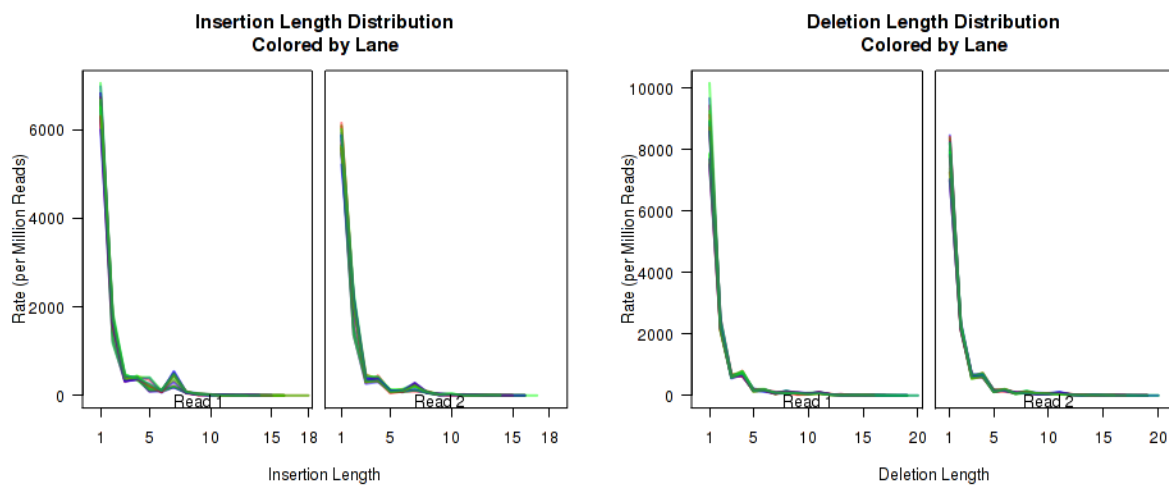 Insertion Length Distribution
Colored by Lane
Rate (per Million Reads)
6000
4000
2000
0
Read 1
Read 2
1 5 10 15 18
1 5 10 15 18
Insertion Length
Deletion Length Distribution
Colored by Lane
Rate (per Million Reads)
10000
8000
6000
4000
2000
0
Read 1
Read 2
1 5 10 15 20
1 5 10 15 20
Deletion Length